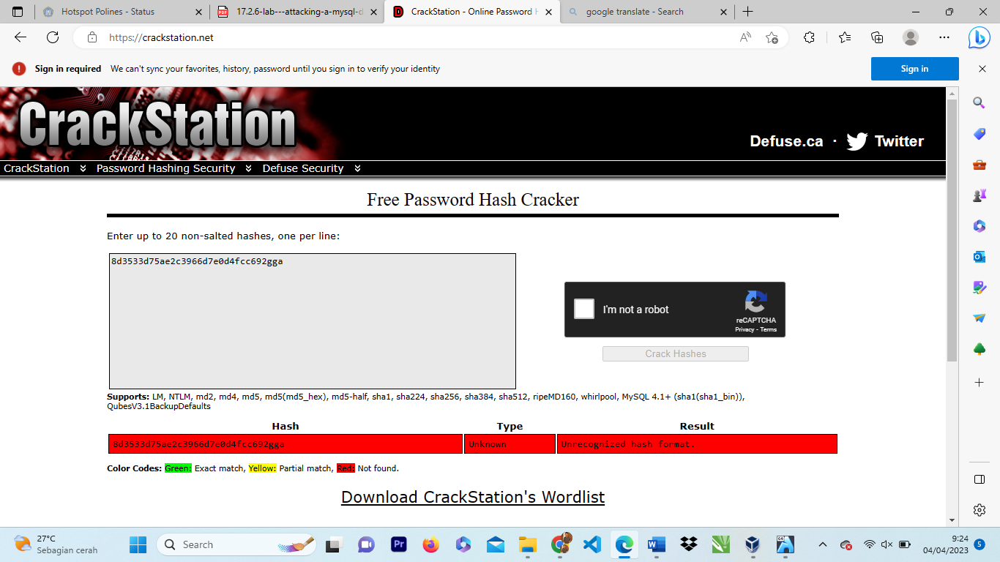 Hotspot Polines - Status
17.2.6-lab---attacking-a-mysql-d
CrackStation - Online Password H
google translate - Search
https://crackstation.net
Sign in required We can't sync your favorites, history, password until you sign in to verify your identity
Sign in
CrackStation
Defuse.ca · Twitter
CrackStation Password Hashing Security Defuse Security
Free Password Hash Cracker
Enter up to 20 non-salted hashes, one per line:
8d3533d75ae2c3966d7e0d4fcc692gga
I'm not a robot
reCAPTCHA
Privacy - Terms
Crack Hashes
Supports: LM, NTLM, md2, md4, md5, md5(md5_hex), md5-half, sha1, sha224, sha256, sha384, sha512, ripeMD160, whirlpool, MySQL 4.1+ (sha1(sha1_bin)),
QubesV3.1BackupDefaults
Hash Type Result
8d3533d75ae2c3966d7e0d4fcc692gga Unknown Unrecognized hash format.
Color Codes: Green: Exact match, Yellow: Partial match, Red: Not found.
Download CrackStation's Wordlist
27°C
Sebagian cerah
Search
Pr
9:24
04/04/2023
5